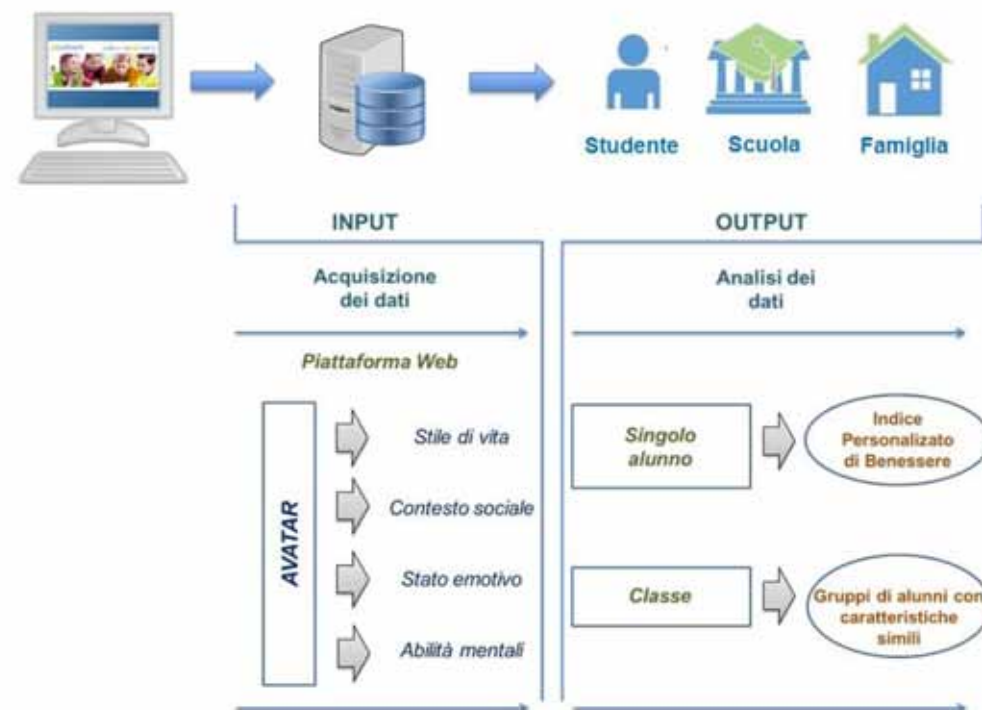 Studente
Scuola
Famiglia
INPUT
OUTPUT
Acquisizione
dei dati
Analisi dei
dati
Piattaforma Web
AVATAR
Stile di vita
Contesto sociale
Stato emotivo
Abilità mentali
Singolo
alunno
Indice
Personalizato
di Benessere
Classe
Gruppi di alunni con
caratteristiche
simili